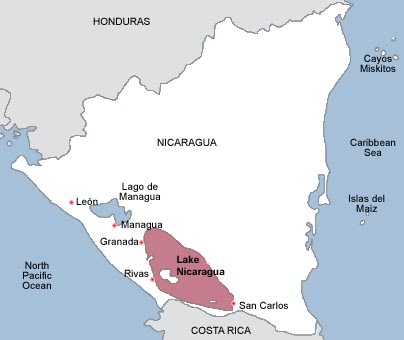 HONDURAS
Cayos
Miskitos
NICARAGUA
Caribbean
Sea
Lago de
Managua
León
Islas del
Maiz
Managua
Granada
Lake
Nicaragua
North
Pacific
Ocean
Rivas
San Carlos
COSTA RICA